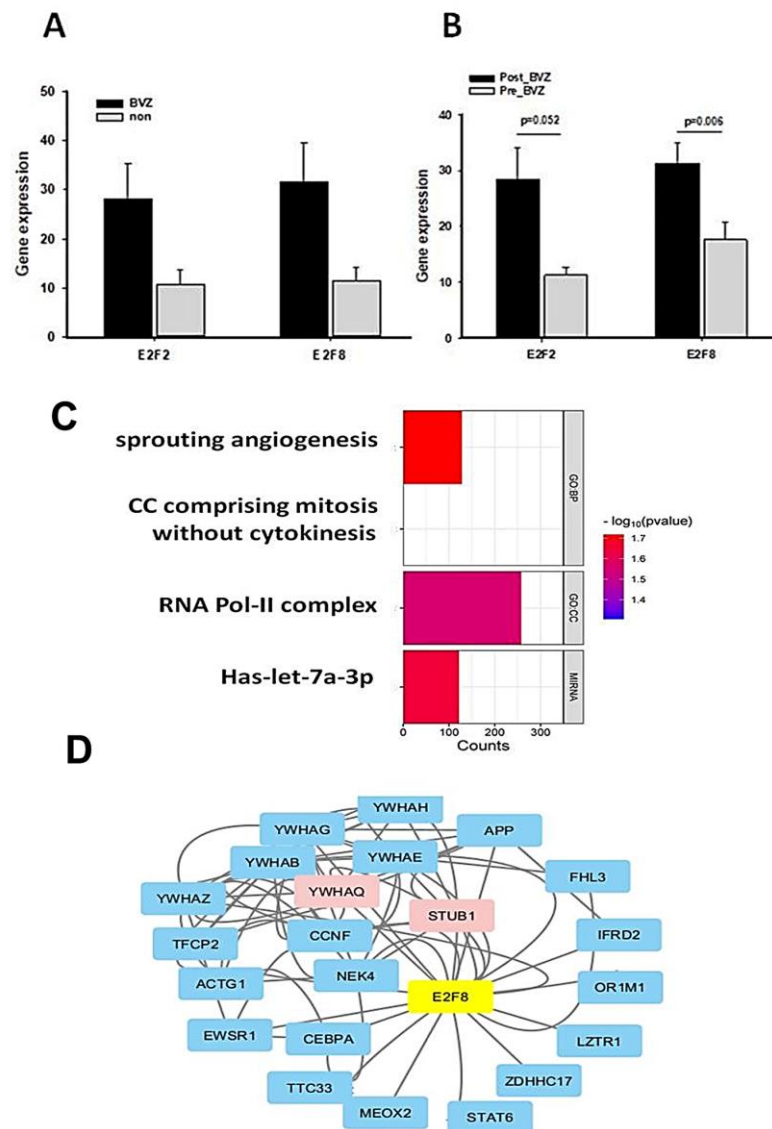 A
B
BVZ
non
Gene expression
50
40
30
20
10
0
E2F2
E2F8
Post_BVZ
Pre_BVZ
p=0.052
p=0.006
Gene expression
40
30
20
10
0
E2F2
E2F8
C
sprouting angiogenesis
CC comprising mitosis
without cytokinesis
RNA Pol-II complex
Has-let-7a-3p
GO:BP
GO:CC
MIRNA
0
100
200
300
Counts
- log10(pvalue)
1.7
1.6
1.5
1.4
D
YWHAH
YWHAG
APP
YWHAB
YWHAE
FHL3
YWHAQ
YWHAZ
STUB1
IFRD2
TFCP2
CCNF
ACTG1
NEK4
OR1M1
E2F8
EWSR1
CEBPA
LZTR1
TTC33
ZDHHC17
MEOX2
STAT6